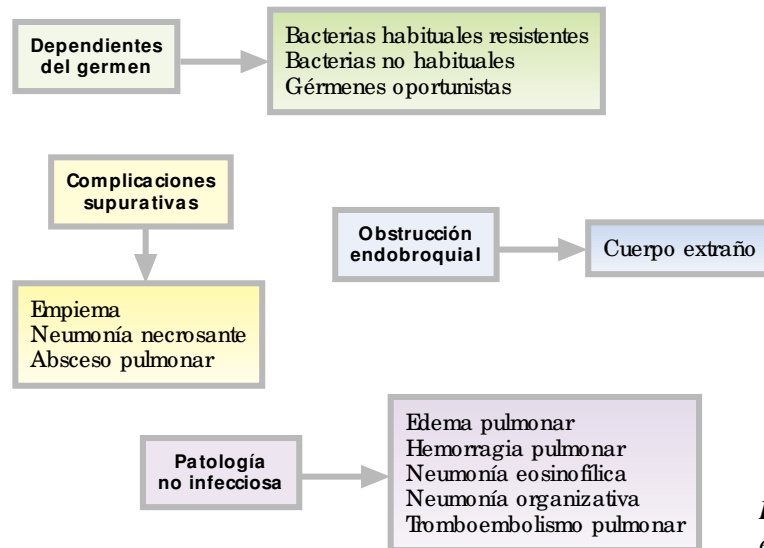 Dependientes
del germen
Bacterias habituales resistentes
Bacterias no habituales
Gérmenes oportunistas
Complicaciones
supurativas
Obstrucción
endobroquial
Cuerpo extraño
Empiema
Neumonía necrosante
Absceso pulmonar
Patología
no infecciosa
Edema pulmonar
Hemorragia pulmonar
Neumonía eosinofílica
Neumonía organizativa
Tromboembolismo pulmonar